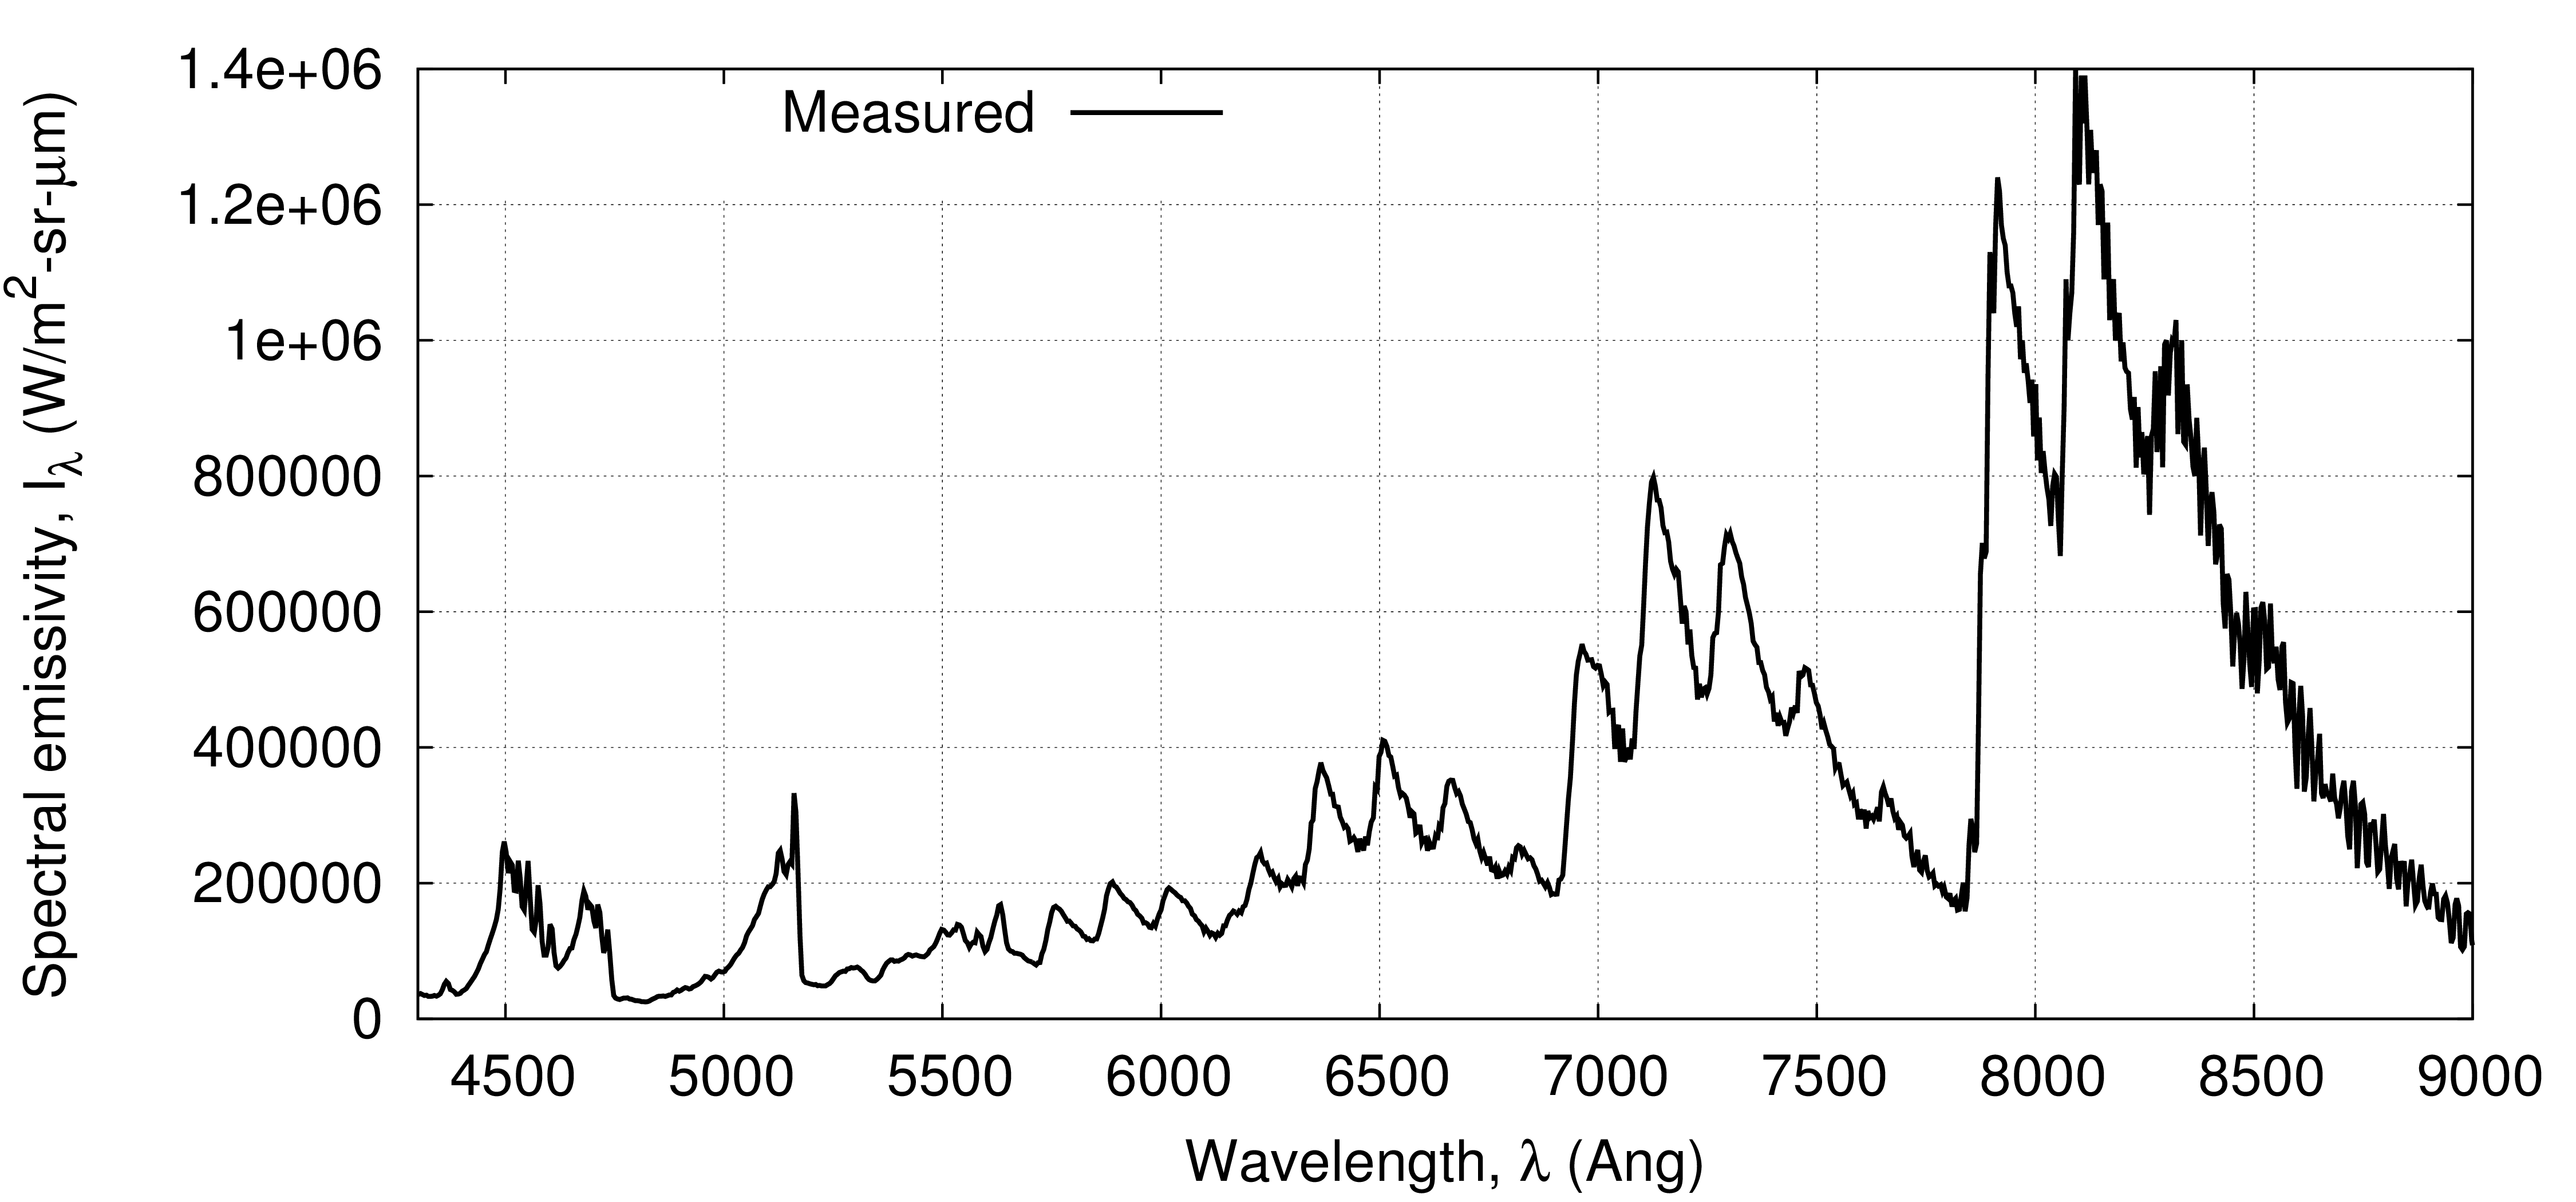 Spectral emissivity, Iλ (W/m2-sr-μm)
1.4e+06
1.2e+06
1e+06
800000
600000
400000
200000
0
Measured
4500 5000 5500 6000 6500 7000 7500 8000 8500 9000
Wavelength, λ (Ang)